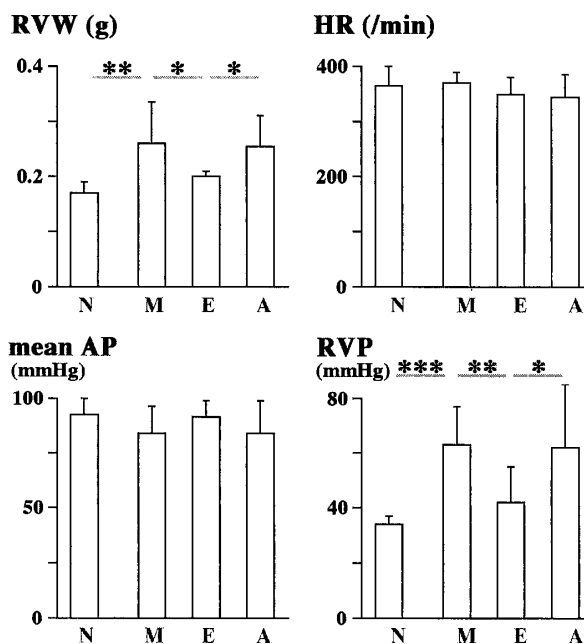 RVW (g)
** * *
0.4
0.2
0
N M E A
HR (/min)
400
200
0
N M E A
mean AP
(mmHg)
100
50
0
N M E A
RVP
(mmHg)
*** ** *
80
40
0
N M E A